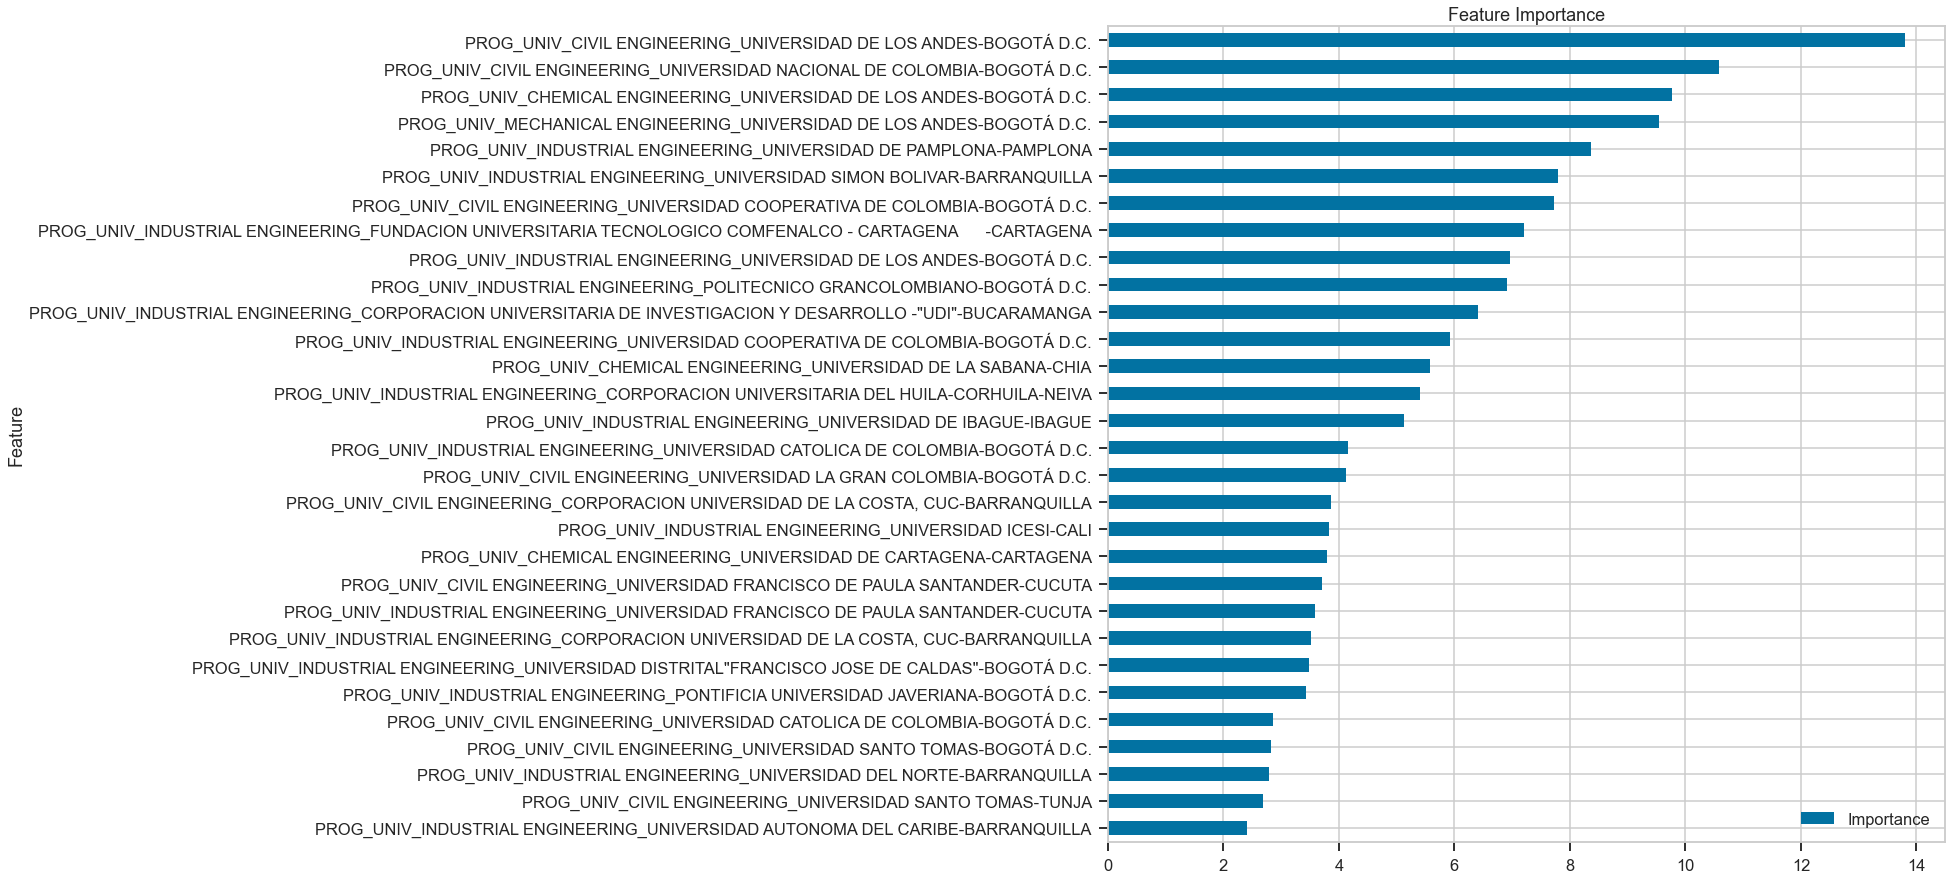 Feature Importance
PROG_UNIV_CIVIL ENGINEERING_UNIVERSIDAD DE LOS ANDES-BOGOTÁ D.C.
PROG_UNIV_CIVIL ENGINEERING_UNIVERSIDAD NACIONAL DE COLOMBIA-BOGOTÁ D.C.
PROG_UNIV_CHEMICAL ENGINEERING_UNIVERSIDAD DE LOS ANDES-BOGOTÁ D.C.
PROG_UNIV_MECHANICAL ENGINEERING_UNIVERSIDAD DE LOS ANDES-BOGOTÁ D.C.
PROG_UNIV_INDUSTRIAL ENGINEERING_UNIVERSIDAD DE PAMPLONA-PAMPLONA
PROG_UNIV_INDUSTRIAL ENGINEERING_UNIVERSIDAD SIMON BOLIVAR-BARRANQUILLA
PROG_UNIV_CIVIL ENGINEERING_UNIVERSIDAD COOPERATIVA DE COLOMBIA-BOGOTÁ D.C.
PROG_UNIV_INDUSTRIAL ENGINEERING_FUNDACION UNIVERSITARIA TECNOLOGICO COMFENALCO - CARTAGENA      -CARTAGENA
PROG_UNIV_INDUSTRIAL ENGINEERING_UNIVERSIDAD DE LOS ANDES-BOGOTÁ D.C.
PROG_UNIV_INDUSTRIAL ENGINEERING_POLITECNICO GRANCOLOMBIANO-BOGOTÁ D.C.
PROG_UNIV_INDUSTRIAL ENGINEERING_CORPORACION UNIVERSITARIA DE INVESTIGACION Y DESARROLLO -"UDI"-BUCARAMANGA
PROG_UNIV_INDUSTRIAL ENGINEERING_UNIVERSIDAD COOPERATIVA DE COLOMBIA-BOGOTÁ D.C.
PROG_UNIV_CHEMICAL ENGINEERING_UNIVERSIDAD DE LA SABANA-CHIA
PROG_UNIV_INDUSTRIAL ENGINEERING_CORPORACION UNIVERSITARIA DEL HUILA-CORHUILA-NEIVA
PROG_UNIV_INDUSTRIAL ENGINEERING_UNIVERSIDAD DE IBAGUE-IBAGUE
PROG_UNIV_INDUSTRIAL ENGINEERING_UNIVERSIDAD CATOLICA DE COLOMBIA-BOGOTÁ D.C.
PROG_UNIV_CIVIL ENGINEERING_UNIVERSIDAD LA GRAN COLOMBIA-BOGOTÁ D.C.
PROG_UNIV_CIVIL ENGINEERING_CORPORACION UNIVERSIDAD DE LA COSTA, CUC-BARRANQUILLA
PROG_UNIV_INDUSTRIAL ENGINEERING_UNIVERSIDAD ICESI-CALI
PROG_UNIV_CHEMICAL ENGINEERING_UNIVERSIDAD DE CARTAGENA-CARTAGENA
PROG_UNIV_CIVIL ENGINEERING_UNIVERSIDAD FRANCISCO DE PAULA SANTANDER-CUCUTA
PROG_UNIV_INDUSTRIAL ENGINEERING_UNIVERSIDAD FRANCISCO DE PAULA SANTANDER-CUCUTA
PROG_UNIV_INDUSTRIAL ENGINEERING_CORPORACION UNIVERSIDAD DE LA COSTA, CUC-BARRANQUILLA
PROG_UNIV_INDUSTRIAL ENGINEERING_UNIVERSIDAD DISTRITAL"FRANCISCO JOSE DE CALDAS"-BOGOTÁ D.C.
PROG_UNIV_INDUSTRIAL ENGINEERING_PONTIFICIA UNIVERSIDAD JAVERIANA-BOGOTÁ D.C.
PROG_UNIV_CIVIL ENGINEERING_UNIVERSIDAD CATOLICA DE COLOMBIA-BOGOTÁ D.C.
PROG_UNIV_CIVIL ENGINEERING_UNIVERSIDAD SANTO TOMAS-BOGOTÁ D.C.
PROG_UNIV_INDUSTRIAL ENGINEERING_UNIVERSIDAD DEL NORTE-BARRANQUILLA
PROG_UNIV_CIVIL ENGINEERING_UNIVERSIDAD SANTO TOMAS-TUNJA
PROG_UNIV_INDUSTRIAL ENGINEERING_UNIVERSIDAD AUTONOMA DEL CARIBE-BARRANQUILLA
Feature
Importance
0 2 4 6 8 10 12 14